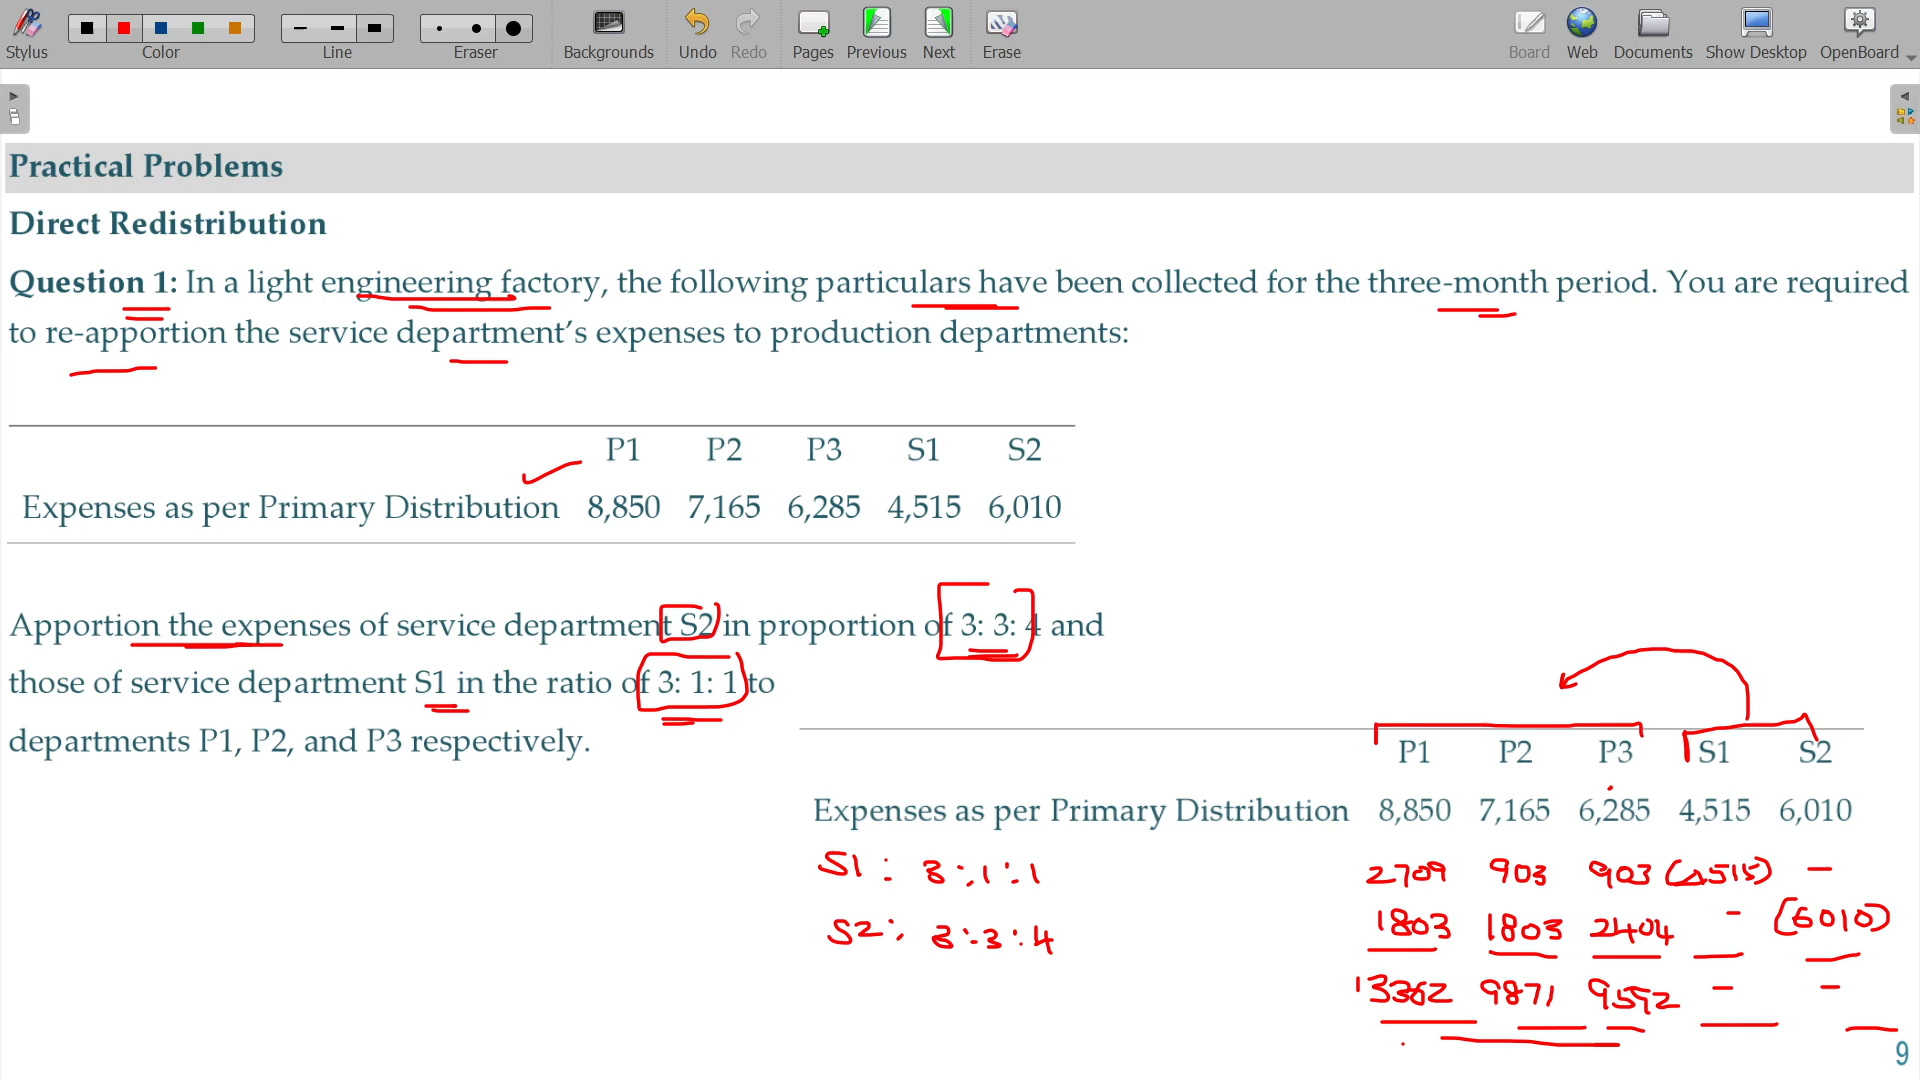 Stylus Color Line Eraser Backgrounds Undo Redo Pages Previous Next Erase Board Web Documents Show Desktop OpenBoard
Practical Problems
Direct Redistribution
Question 1: In a light engineering factory, the following particulars have been collected for the three-month period. You are required
to re-apportion the service department's expenses to production departments:
P1 P2 P3 S1 S2
Expenses as per Primary Distribution 8,850 7,165 6,285 4,515 6,010
Apportion the expenses of service department S2 in proportion of 3: 3: 4 and
those of service department S1 in the ratio of 3: 1: 1 to
departments P1, P2, and P3 respectively.
P1 P2 P3 S1 S2
Expenses as per Primary Distribution 8,850 7,165 6,285 4,515 6,010
S1 : 3:1:1 2709 903 903 (4515) -
S2: 3:3:4 1803 1803 2404 - (6010)
13362 9871 9592 - -
9